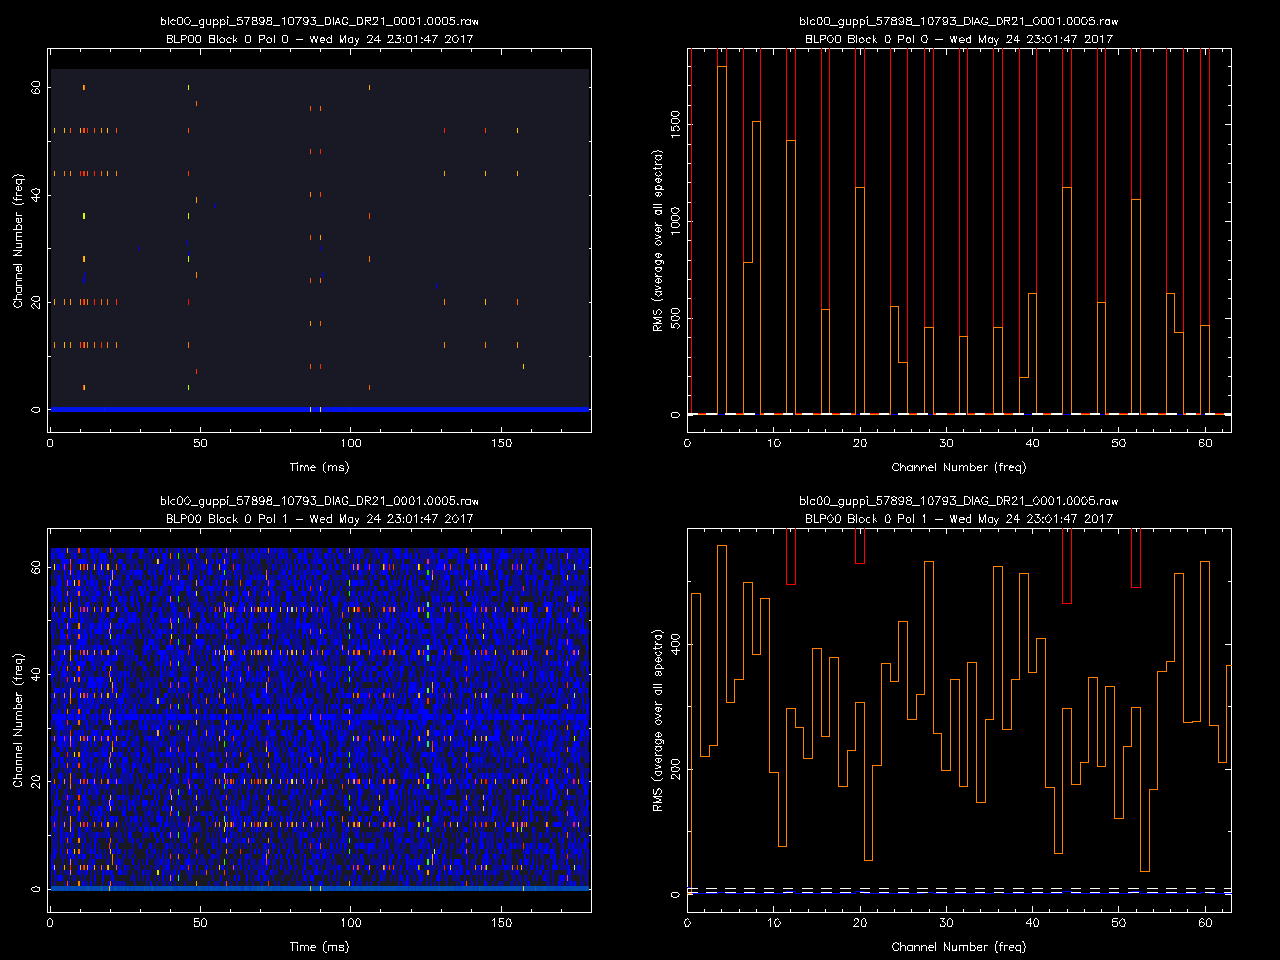 blc00_guppi_57898_10793_DIAG_DR21_0001.0005.raw
BLP00 Block 0 Pol 0 – Wed May 24 23:01:47 2017
Channel Number (freq)
60
40
20
0
0 50 100 150
Time (ms)
blc00_guppi_57898_10793_DIAG_DR21_0001.0005.raw
BLP00 Block 0 Pol 0 – Wed May 24 23:01:47 2017
RMS (average over all spectra)
1500
1000
500
0
0 10 20 30 40 50 60
Channel Number (freq)
blc00_guppi_57898_10793_DIAG_DR21_0001.0005.raw
BLP00 Block 0 Pol 1 – Wed May 24 23:01:47 2017
Channel Number (freq)
60
40
20
0
0 50 100 150
Time (ms)
blc00_guppi_57898_10793_DIAG_DR21_0001.0005.raw
BLP00 Block 0 Pol 1 – Wed May 24 23:01:47 2017
RMS (average over all spectra)
400
200
0
0 10 20 30 40 50 60
Channel Number (freq)